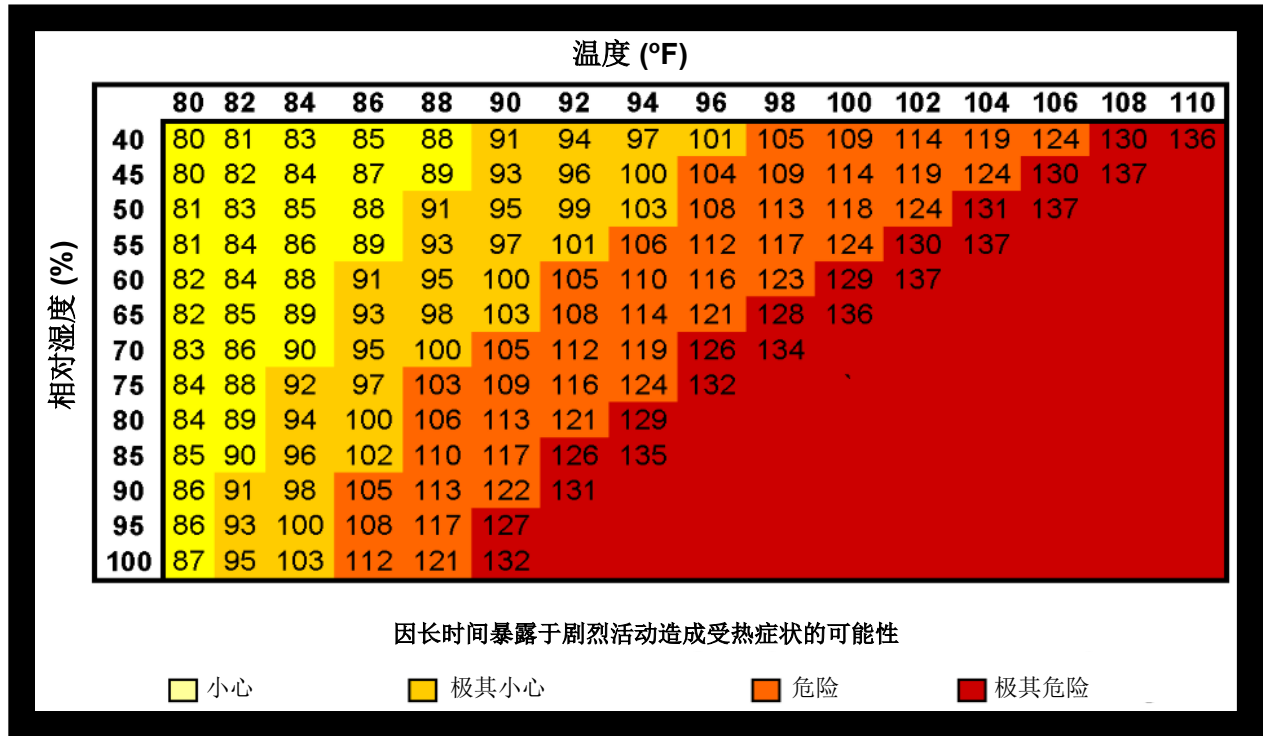 温度 (ºF)
80 82 84 86 88 90 92 94 96 98 100 102 104 106 108 110
相对湿度 (%)
40 80 81 83 85 88 91 94 97 101 105 109 114 119 124 130 136
45 80 82 84 87 89 93 96 100 104 109 114 119 124 130 137
50 81 83 85 88 91 95 99 103 108 113 118 124 131 137
55 81 84 86 89 93 97 101 106 112 117 124 130 137
60 82 84 88 91 95 100 105 110 116 123 129 137
65 82 85 89 93 98 103 108 114 121 128 136
70 83 86 90 95 100 105 112 119 126 134
75 84 88 92 97 103 109 116 124 132
80 84 89 94 100 106 113 121 129
85 85 90 96 102 110 117 126 135
90 86 91 98 105 113 122 131
95 86 93 100 108 117 127
100 87 95 103 112 121 132
因长时间暴露于剧烈活动造成受热症状的可能性
小心 极其小心 危险 极其危险